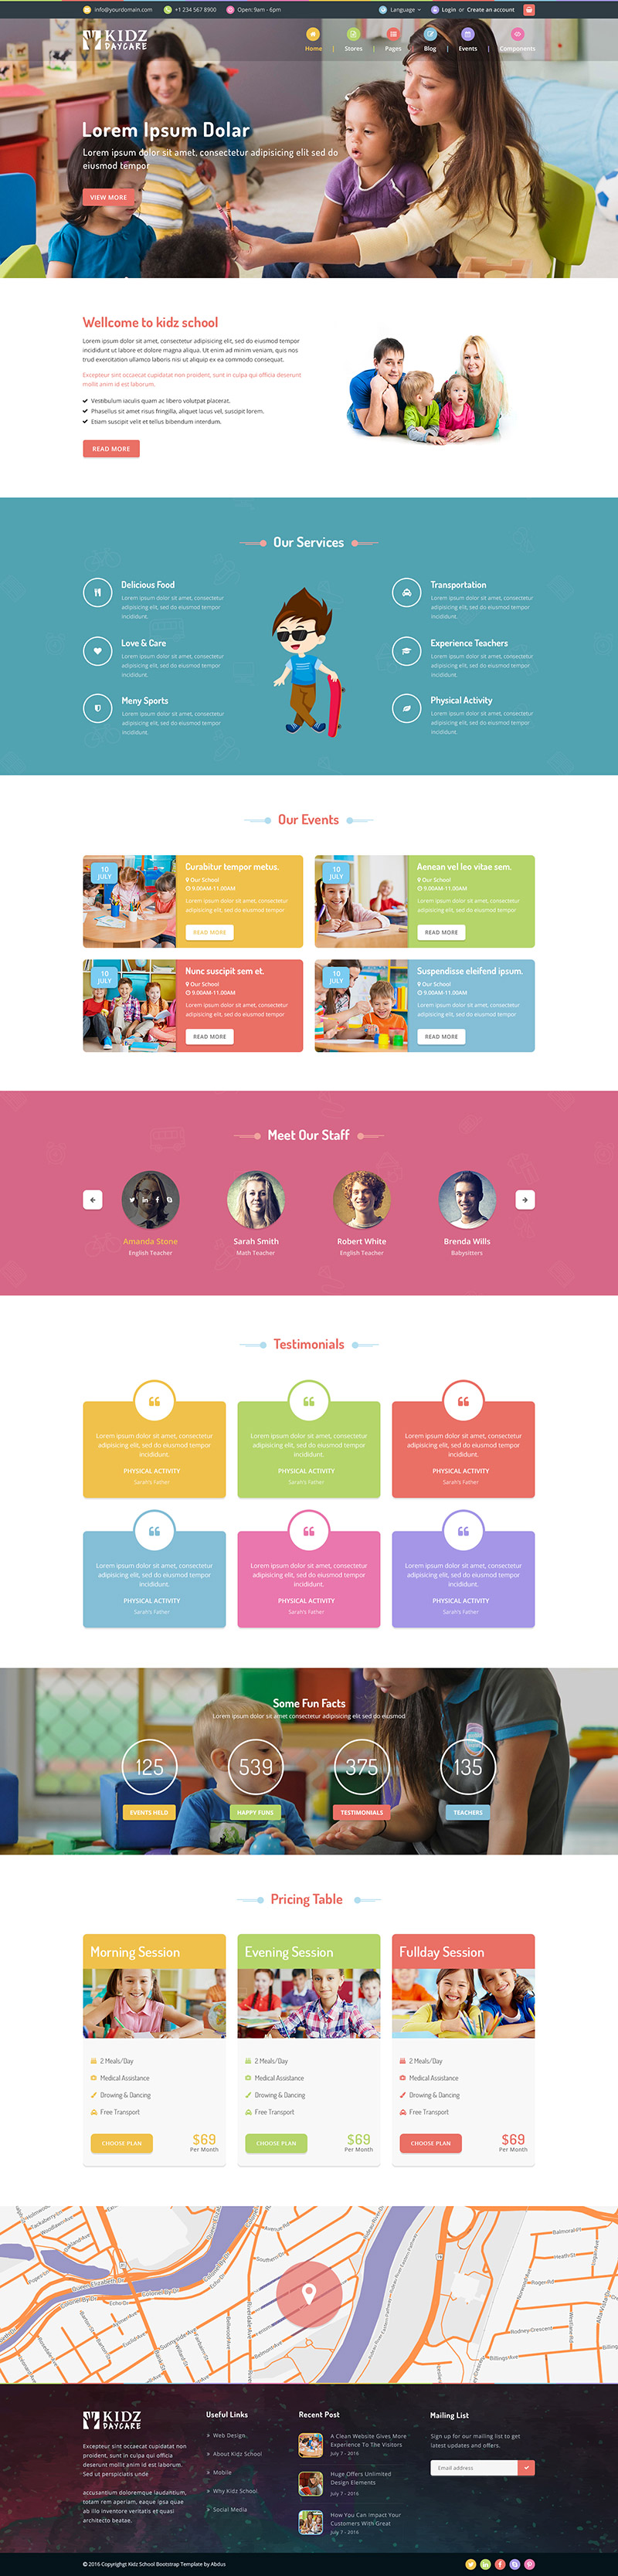 info@yourdomain.com +1 234 567 8900 Open: 9am - 6pm Language Login or Create an account
KIDZ DAYCARE
Home | Stores | Pages | Blog | Events | Components
Lorem Ipsum Dolar
Lorem ipsum dolor sit amet, consectetur adipisicing elit sed do
eiusmod tempor
VIEW MORE
Wellcome to kidz school
Lorem ipsum dolor sit amet, consectetur adipisicing elit, sed do eiusmod tempor
incididunt ut labore et dolore magna aliqua. Ut enim ad minim veniam, quis nos
trud exercitation ullamco laboris nisi ut aliquip ex ea commodo consequat.
Excepteur sint occaecat cupidatat non proident, sunt in culpa qui officia deserunt
mollit anim id est laborum.
Vestibulum iaculis quam ac libero volutpat placerat.
Phasellus sit amet risus fringilla, aliquet lacus vel, suscipit lorem.
Etiam suscipit velit et tellus bibendum interdum.
READ MORE
Our Services
Delicious Food
Lorem ipsum dolor sit amet, consectetur
adipisicing elit, sed do eiusmod tempor
incididunt.
Love & Care
Lorem ipsum dolor sit amet, consectetur
adipisicing elit, sed do eiusmod tempor
incididunt.
Meny Sports
Lorem ipsum dolor sit amet, consectetur
adipisicing elit, sed do eiusmod tempor
incididunt.
Transportation
Lorem ipsum dolor sit amet, consectetur
adipisicing elit, sed do eiusmod tempor
incididunt.
Experience Teachers
Lorem ipsum dolor sit amet, consectetur
adipisicing elit, sed do eiusmod tempor
incididunt.
Physical Activity
Lorem ipsum dolor sit amet, consectetur
adipisicing elit, sed do eiusmod tempor
incididunt.
Our Events
10
JULY
Curabitur tempor metus.
Our School
9.00AM-11.00AM
Lorem ipsum dolor sit amet, consectetur
adipisicing elit, sed do eiusmod tempor
READ MORE
10
JULY
Aenean vel leo vitae sem.
Our School
9.00AM-11.00AM
Lorem ipsum dolor sit amet, consectetur
adipisicing elit, sed do eiusmod tempor
READ MORE
10
JULY
Nunc suscipit sem et.
Our School
9.00AM-11.00AM
Lorem ipsum dolor sit amet, consectetur
adipisicing elit, sed do eiusmod tempor
READ MORE
10
JULY
Suspendisse eleifend ipsum.
Our School
9.00AM-11.00AM
Lorem ipsum dolor sit amet, consectetur
adipisicing elit, sed do eiusmod tempor
READ MORE
Meet Our Staff
Amanda Stone
English Teacher
Sarah Smith
Math Teacher
Robert White
English Teacher
Brenda Wills
Babysitters
Testimonials
Lorem ipsum dolor sit amet, consectetur
adipisicing elit, sed do eiusmod tempor
incididunt.
PHYSICAL ACTIVITY
Sarah's Father
Lorem ipsum dolor sit amet, consectetur
adipisicing elit, sed do eiusmod tempor
incididunt.
PHYSICAL ACTIVITY
Sarah's Father
Lorem ipsum dolor sit amet, consectetur
adipisicing elit, sed do eiusmod tempor
incididunt.
PHYSICAL ACTIVITY
Sarah's Father
Lorem ipsum dolor sit amet, consectetur
adipisicing elit, sed do eiusmod tempor
incididunt.
PHYSICAL ACTIVITY
Sarah's Father
Lorem ipsum dolor sit amet, consectetur
adipisicing elit, sed do eiusmod tempor
incididunt.
PHYSICAL ACTIVITY
Sarah's Father
Lorem ipsum dolor sit amet, consectetur
adipisicing elit, sed do eiusmod tempor
incididunt.
PHYSICAL ACTIVITY
Sarah's Father
Some Fun Facts
Lorem ipsum dolor sit amet consectetur adipisicing elit sed do eiusmod
125
EVENTS HELD
539
HAPPY FUNS
375
TESTIMONIALS
135
TEACHERS
Pricing Table
Morning Session
2 Meals/Day
Medical Assistance
Drowing & Dancing
Free Transport
CHOOSE PLAN
$69
Per Month
Evening Session
2 Meals/Day
Medical Assistance
Drowing & Dancing
Free Transport
CHOOSE PLAN
$69
Per Month
Fullday Session
2 Meals/Day
Medical Assistance
Drowing & Dancing
Free Transport
CHOOSE PLAN
$69
Per Month
KIDZ DAYCARE
Excepteur sint occaecat cupidatat non
proident, sunt in culpa qui officia
deserunt mollit anim id est laborum.
Sed ut perspiciatis unde
accusantium doloremque laudantium,
totam rem aperiam, eaque ipsa quae
ab illo inventore veritatis et quasi
architecto beatae.
Useful Links
Web Design
About Kidz School
Mobile
Why Kidz School
Social Media
Recent Post
A Clean Website Gives More
Experience To The Visitors
July 7 - 2016
Huge Offers Unlimited
Design Elements
July 7 - 2016
How You Can Impact Your
Customers With Great
July 7 - 2016
Mailing List
Sign up for our mailing list to get
latest updates and offers.
Email address
© 2016 Copyrighgt Kidz School Bootstrap Template by Abdus